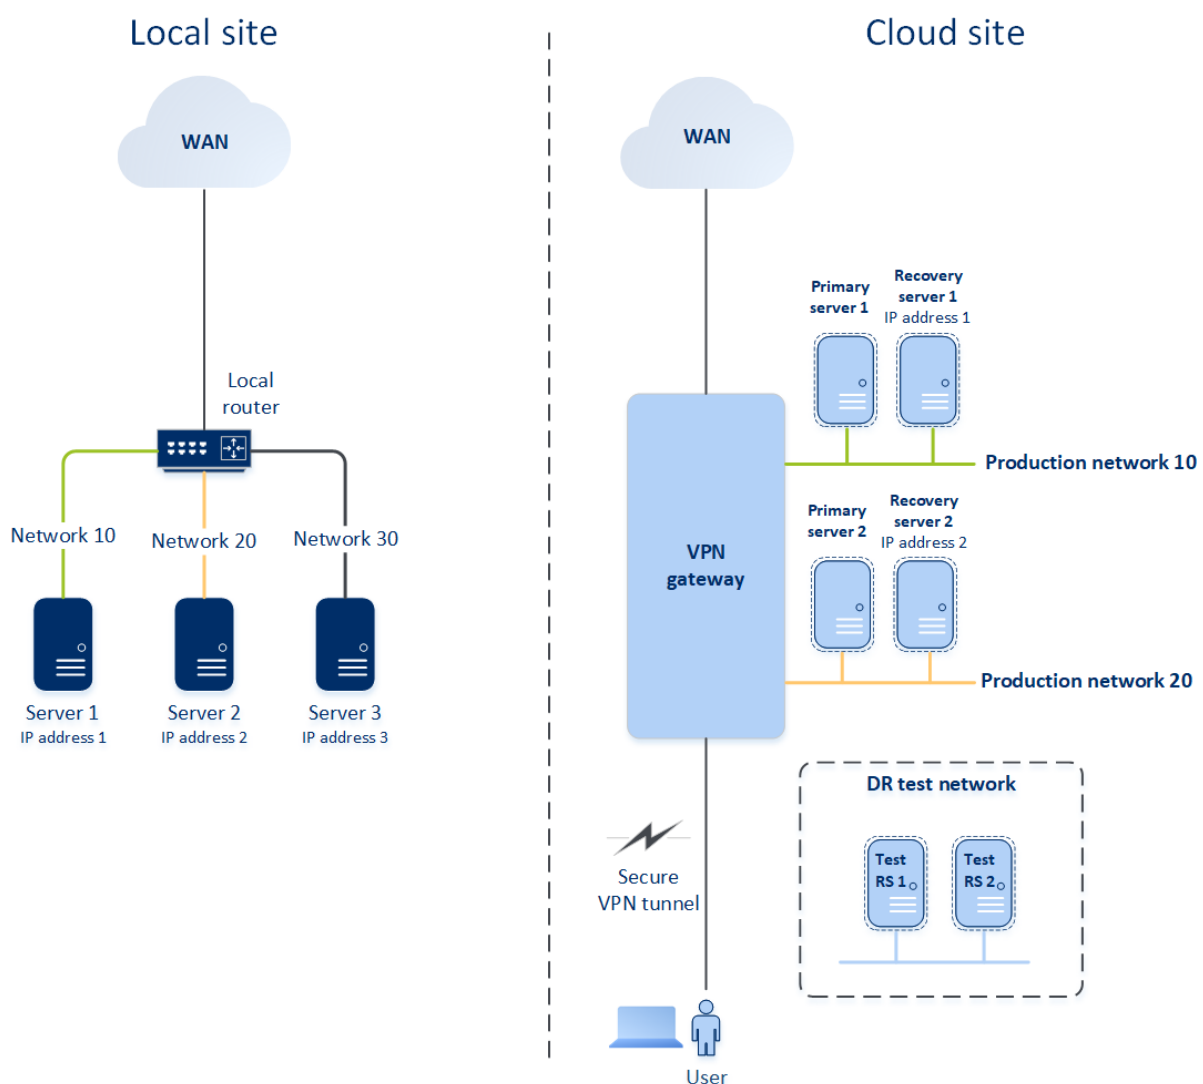 Local site
WAN
Local
router
Network 10
Network 20
Network 30
Server 1
IP address 1
Server 2
IP address 2
Server 3
IP address 3
Cloud site
WAN
Primary
server 1
Recovery
server 1
IP address 1
Production network 10
VPN
gateway
Primary
server 2
Recovery
server 2
IP address 2
Production network 20
DR test network
Test
RS 1
Test
RS 2
Secure
VPN tunnel
User